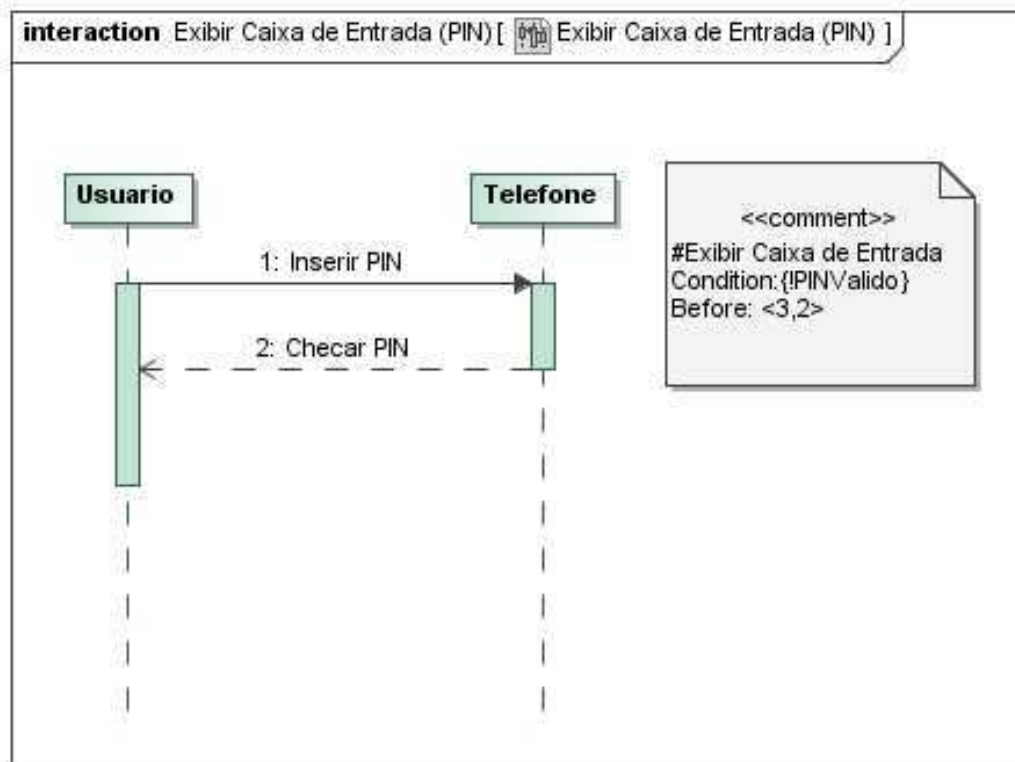 interaction Exibir Caixa de Entrada (PIN) [ Exibir Caixa de Entrada (PIN) ]
Usuario
Telefone
1: Inserir PIN
2: Checar PIN
<<comment>>
#Exibir Caixa de Entrada
Condition:{!PINValido}
Before: <3,2>